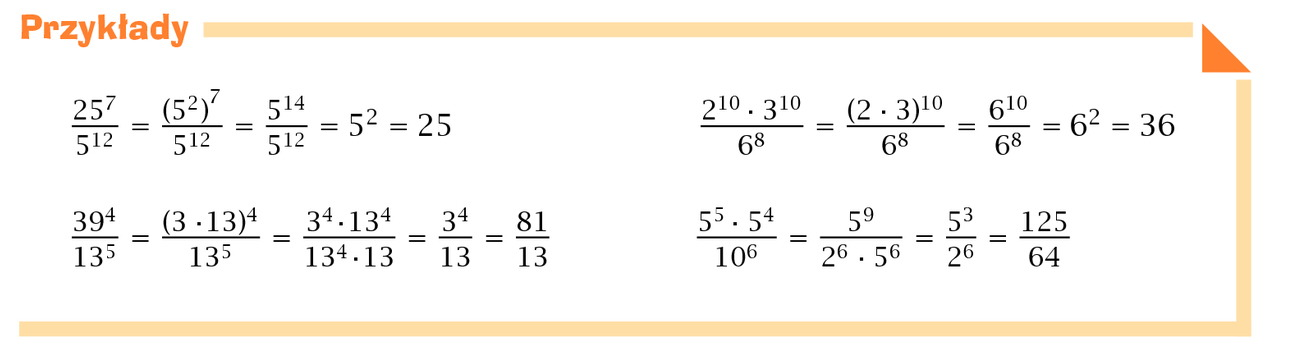 Przykłady
25⁷/5¹² = (5²)⁷/5¹² = 5¹⁴/5¹² = 5² = 25
2¹⁰ · 3¹⁰/6⁸ = (2 · 3)¹⁰/6⁸ = 6¹⁰/6⁸ = 6² = 36
39⁴/13⁵ = (3 · 13)⁴/13⁵ = 3⁴ · 13⁴/13⁴ · 13 = 3⁴/13 = 81/13
5⁵ · 5⁴/10⁶ = 5⁹/2⁶ · 5⁶ = 5³/2⁶ = 125/64